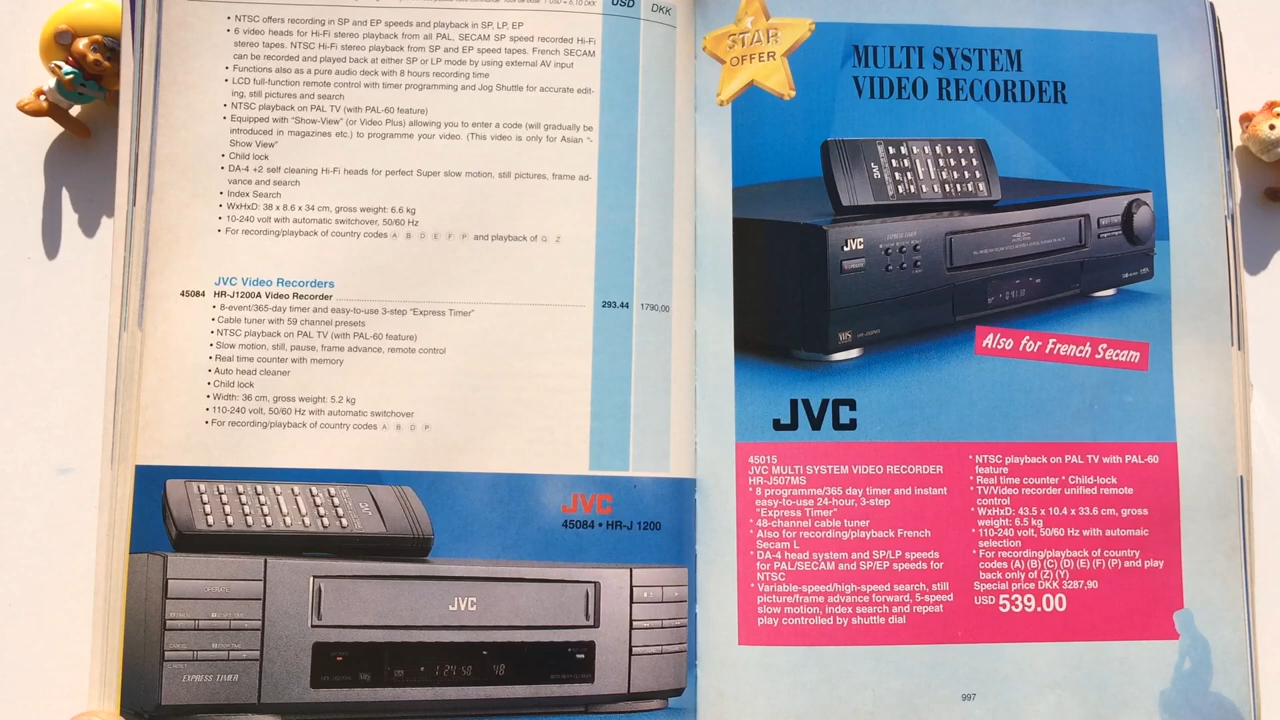 USD
DKK
• NTSC offers recording in SP and EP speeds and playback in SP, LP, EP
• 6 video heads for Hi-Fi stereo playback from all PAL, SECAM SP speed recorded Hi-Fi
stereo tapes. NTSC Hi-Fi stereo playback from SP and EP speed tapes. French SECAM
can be recorded and played back at either SP or LP mode by using external AV input
• Functions also as a pure audio deck with 8 hours recording time
• LCD full-function remote control with timer programming and Jog Shuttle for accurate edit-
ing, still pictures and search
• NTSC playback on PAL TV (with PAL-60 feature)
• Equipped with "Show-View" (or Video Plus) allowing you to enter a code (will gradually be
introduced in magazines etc.) to programme your video. (This video is only for Asian "-
Show View"
• Child lock
• DA-4 +2 self cleaning Hi-Fi heads for perfect Super slow motion, still pictures, frame ad-
vance and search
• Index Search
• WxHxD: 38 x 8.6 x 34 cm, gross weight: 6.6 kg
• 10-240 volt with automatic switchover, 50/60 Hz
• For recording/playback of country codes A B D E F P and playback of G Z
JVC Video Recorders
45084 HR-J1200A Video Recorder 293.44 1790,00
• 8-event/365-day timer and easy-to-use 3-step "Express Timer"
• Cable tuner with 59 channel presets
• NTSC playback on PAL TV (with PAL-60 feature)
• Slow motion, still, pause, frame advance, remote control
• Real time counter with memory
• Auto head cleaner
• Child lock
• Width: 36 cm, gross weight: 5.2 kg
• 110-240 volt, 50/60 Hz with automatic switchover
• For recording/playback of country codes A B D P
JVC
45084 • HR-J 1200
JVC
OPERATE
JVC
1:24:58 48
EXPRESS TIMER
STAR
OFFER
MULTI SYSTEM
VIDEO RECORDER
JVC
JVC
EXPRESS TIMER
VHS
Also for French Secam
JVC
45015
JVC MULTI SYSTEM VIDEO RECORDER
HR-J507MS
* 8 programme/365 day timer and instant
easy-to-use 24-hour, 3-step
"Express Timer"
* 48-channel cable tuner
* Also for recording/playback French
Secam L
* DA-4 head system and SP/LP speeds
for PAL/SECAM and SP/EP speeds for
NTSC
* Variable-speed/high-speed search, still
picture/frame advance forward, 5-speed
slow motion, index search and repeat
play controlled by shuttle dial
* NTSC playback on PAL TV with PAL-60
feature
* Real time counter * Child-lock
* TV/Video recorder unified remote
control
* WxHxD: 43.5 x 10.4 x 33.6 cm, gross
weight: 6.5 kg
* 110-240 volt, 50/60 Hz with automaic
selection
* For recording/playback of country
codes (A) (B) (C) (D) (E) (F) (P) and play
back only of (Z) (Y)
Special price DKK 3287,90
USD 539.00
997